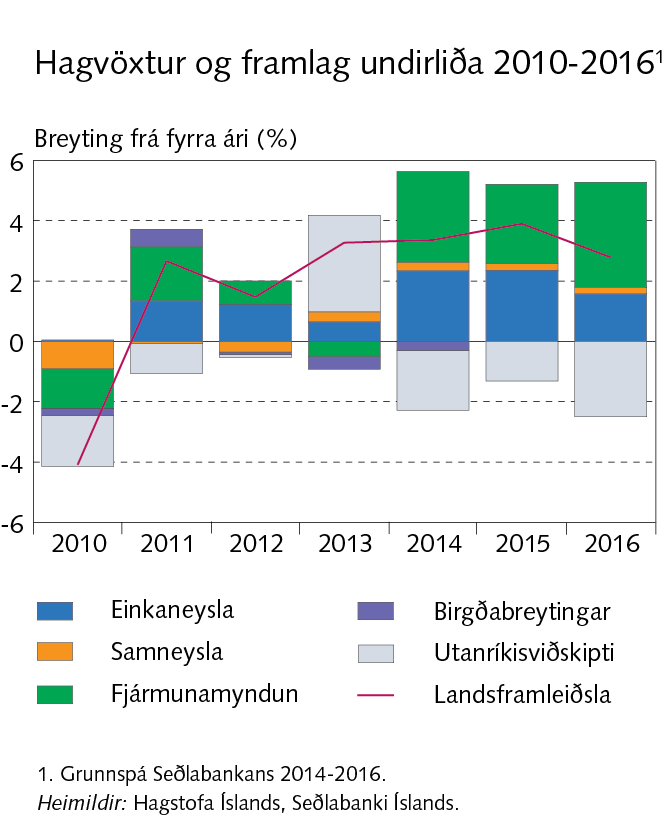 Hagvöxtur og framlag undirliða 2010-2016¹
Breyting frá fyrra ári (%)
6
4
2
0
-2
-4
-6
2010 2011 2012 2013 2014 2015 2016
Einkaneysla
Samneysla
Fjármunamyndun
Birgðabreytingar
Utanríkisviðskipti
Landsframleiðsla
1. Grunnspá Seðlabankans 2014-2016.
Heimildir: Hagstofa Íslands, Seðlabanki Íslands.